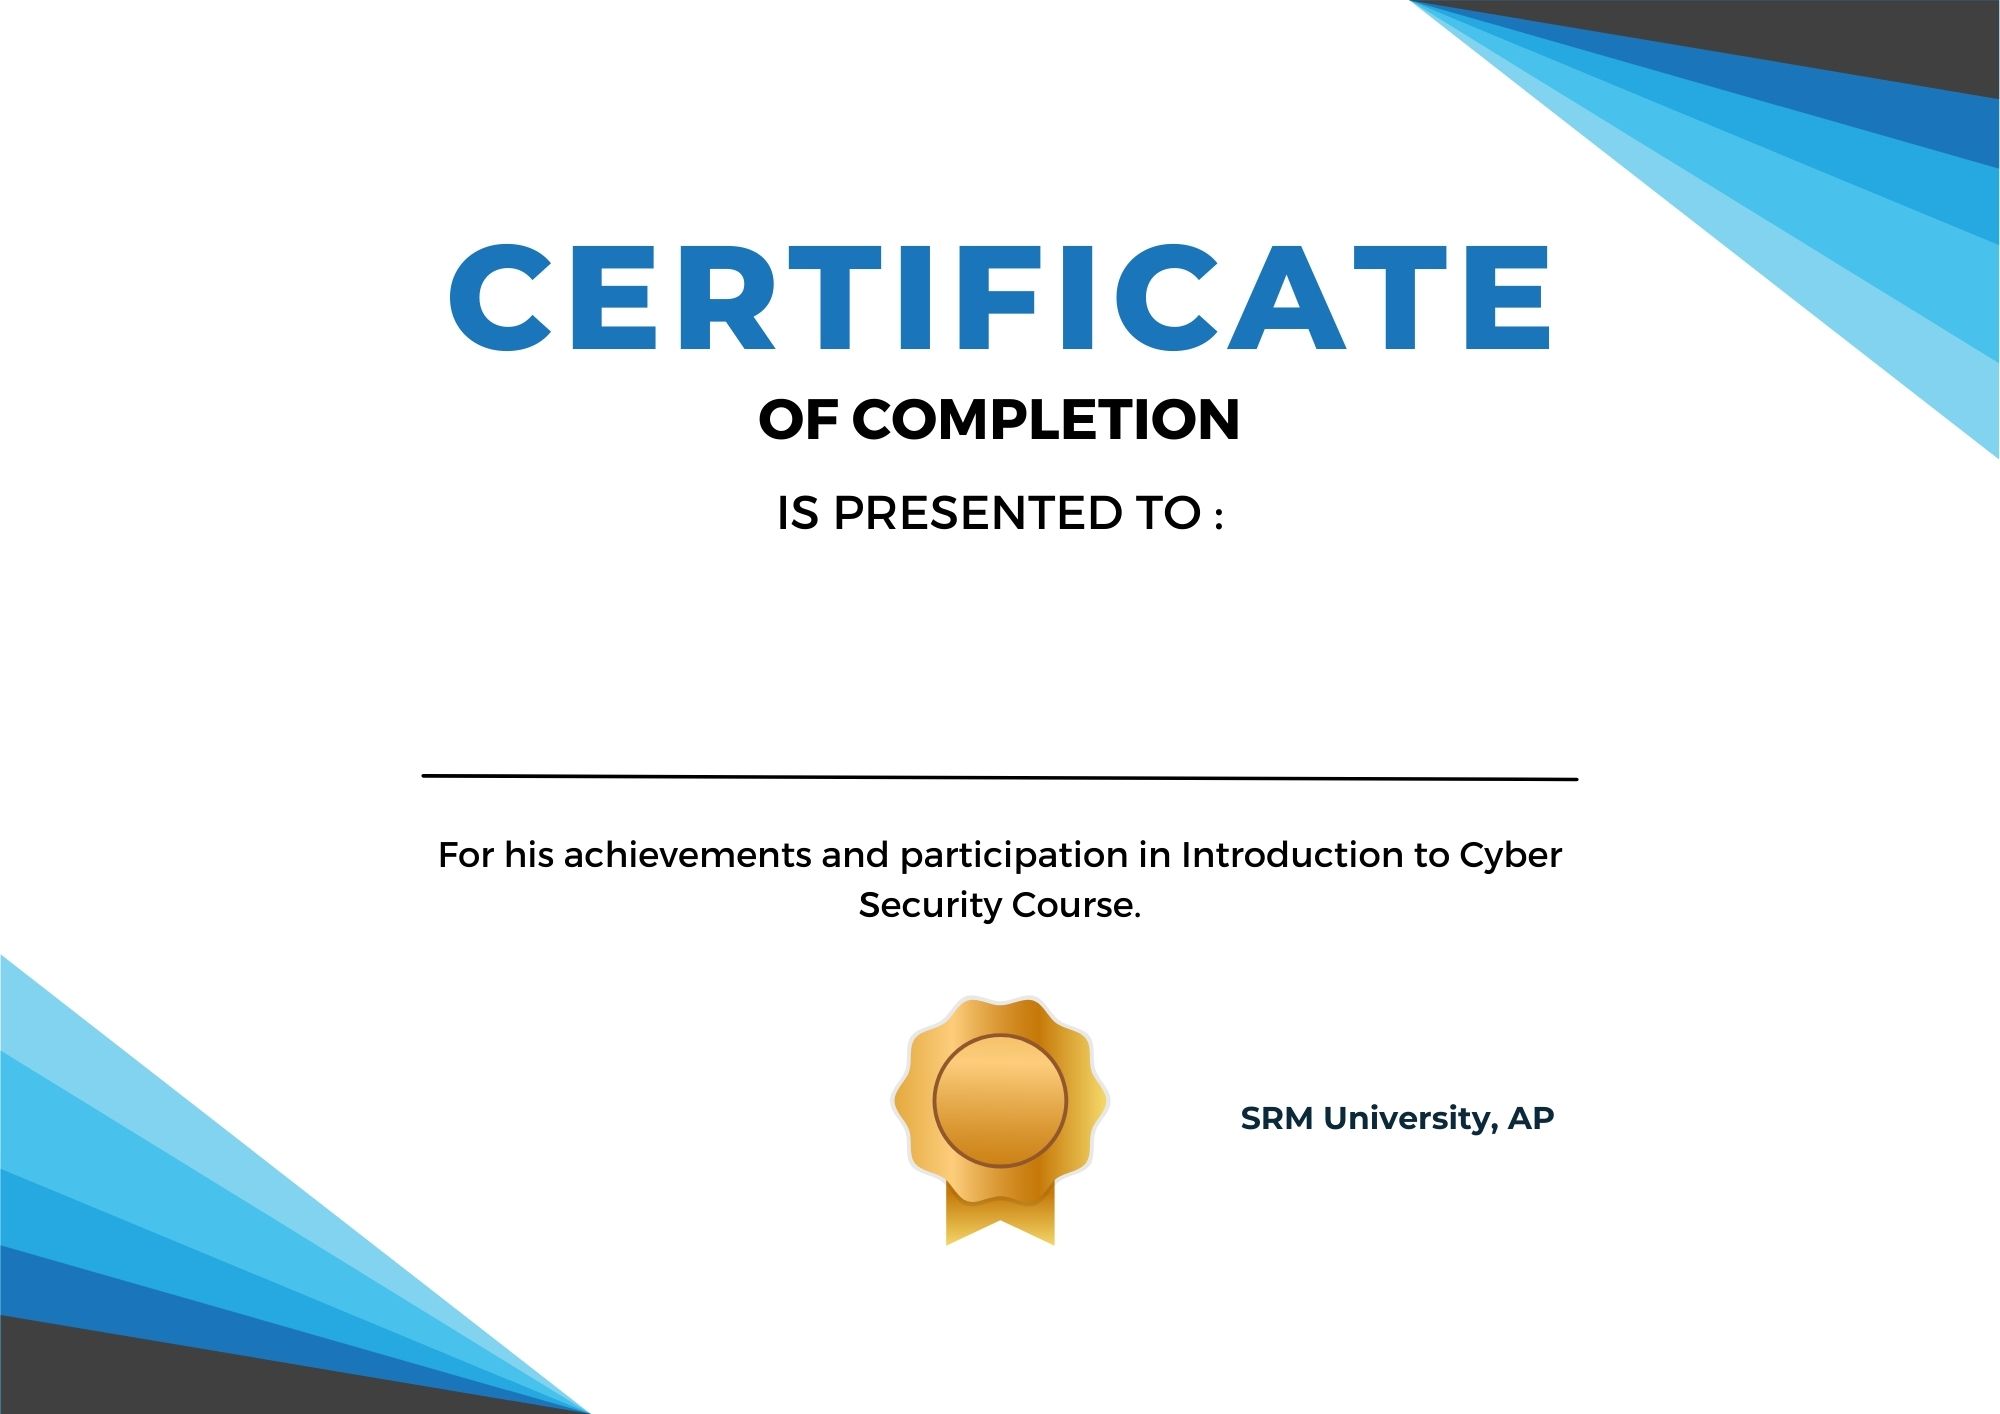 CERTIFICATE
OF COMPLETION
IS PRESENTED TO :
For his achievements and participation in Introduction to Cyber
Security Course.
SRM University, AP